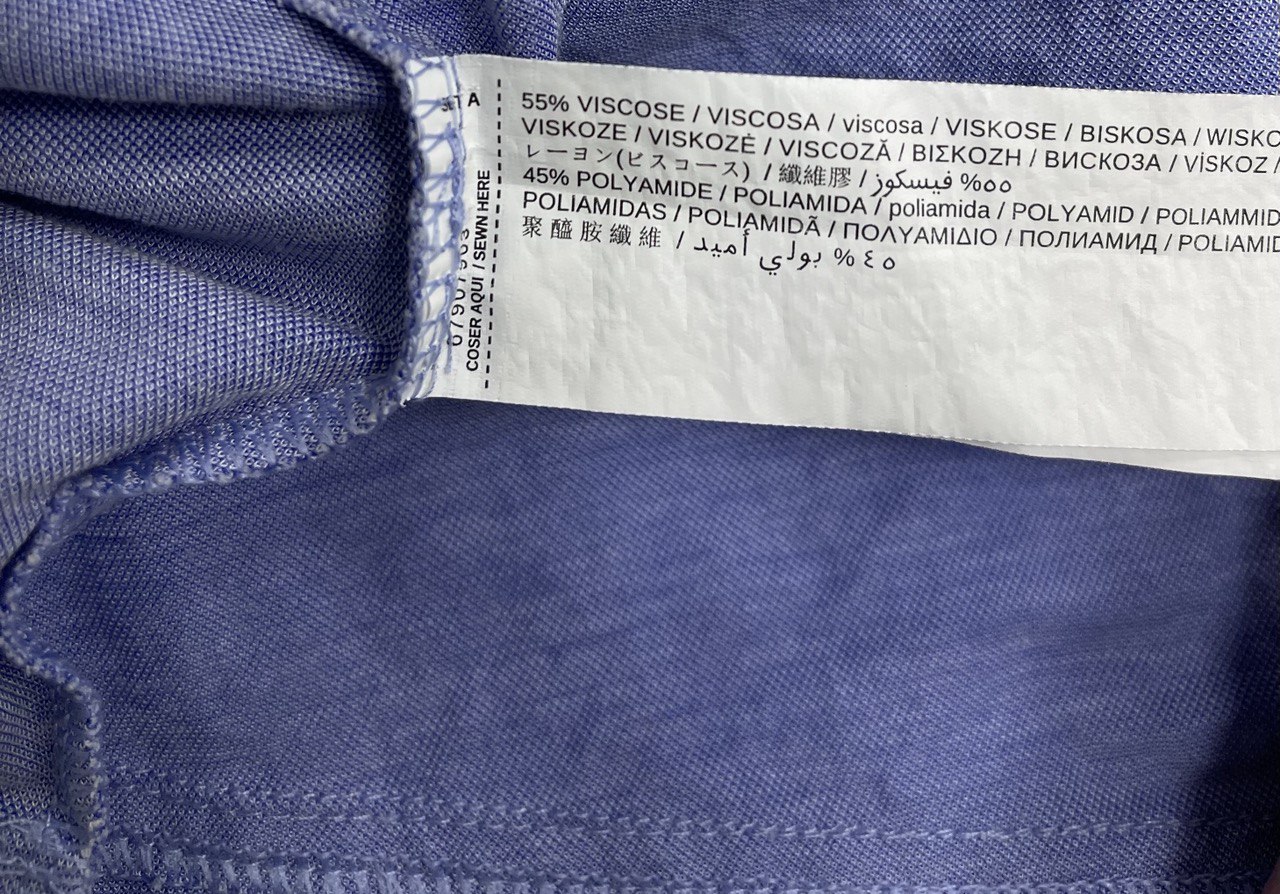 55% VISCOSE / VISCOSA / viscosa / VISKOSE / BISKOSA / WISKO
VISKOZE / VISKOZĖ / VISCOZĂ / ΒΙΣΚΟΖΗ / ВИСКОЗА / VİSKOZ /
レーヨン(ビスコース) / 纖維膠 / فيسكوز %٥٥
45% POLYAMIDE / POLIAMIDA / poliamida / POLYAMID / POLIAMMID
POLIAMIDAS / POLIAMIDĂ / ΠΟΛΥΑΜΙΔΙΟ / ПОЛИАМИД / POLIAMID
聚醯胺纖維 / بولي أميد % ٤٥
COSER AQUI / SEWN HERE